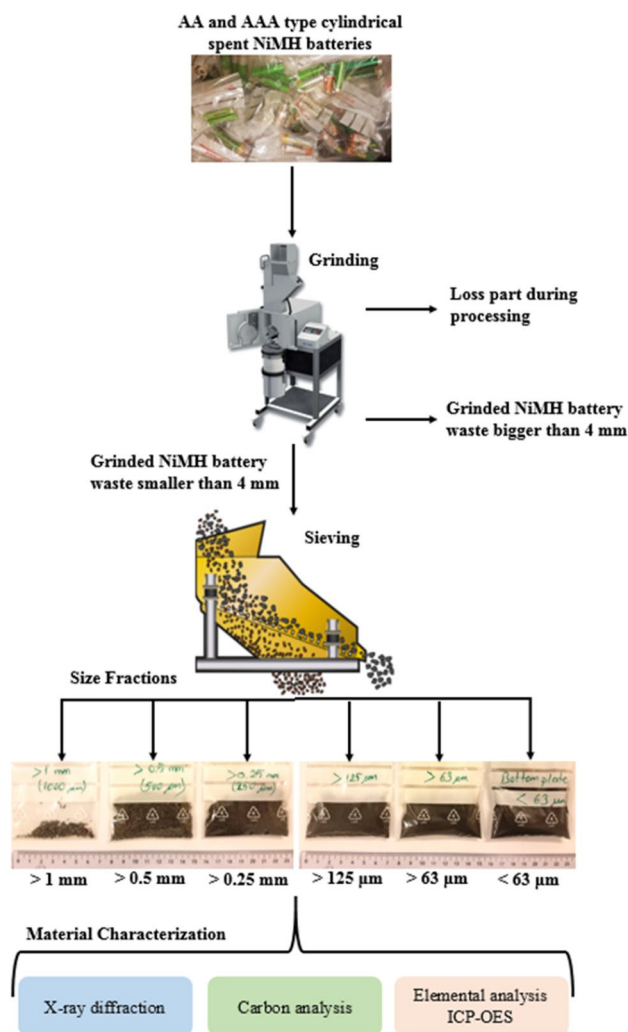 AA and AAA type cylindrical
spent NiMH batteries
Grinding
Loss part during
processing
Grinded NiMH battery
waste bigger than 4 mm
Grinded NiMH battery
waste smaller than 4 mm
Sieving
Size Fractions
>1 mm
(1000 µm)
>0.5 mm
(500 µm)
>0.25 mm
(250 µm)
>125 µm
>63 µm
Bottom plate
<63 µm
> 1 mm
> 0.5 mm
> 0.25 mm
> 125 µm
> 63 µm
< 63 µm
Material Characterization
X-ray diffraction
Carbon analysis
Elemental analysis
ICP-OES